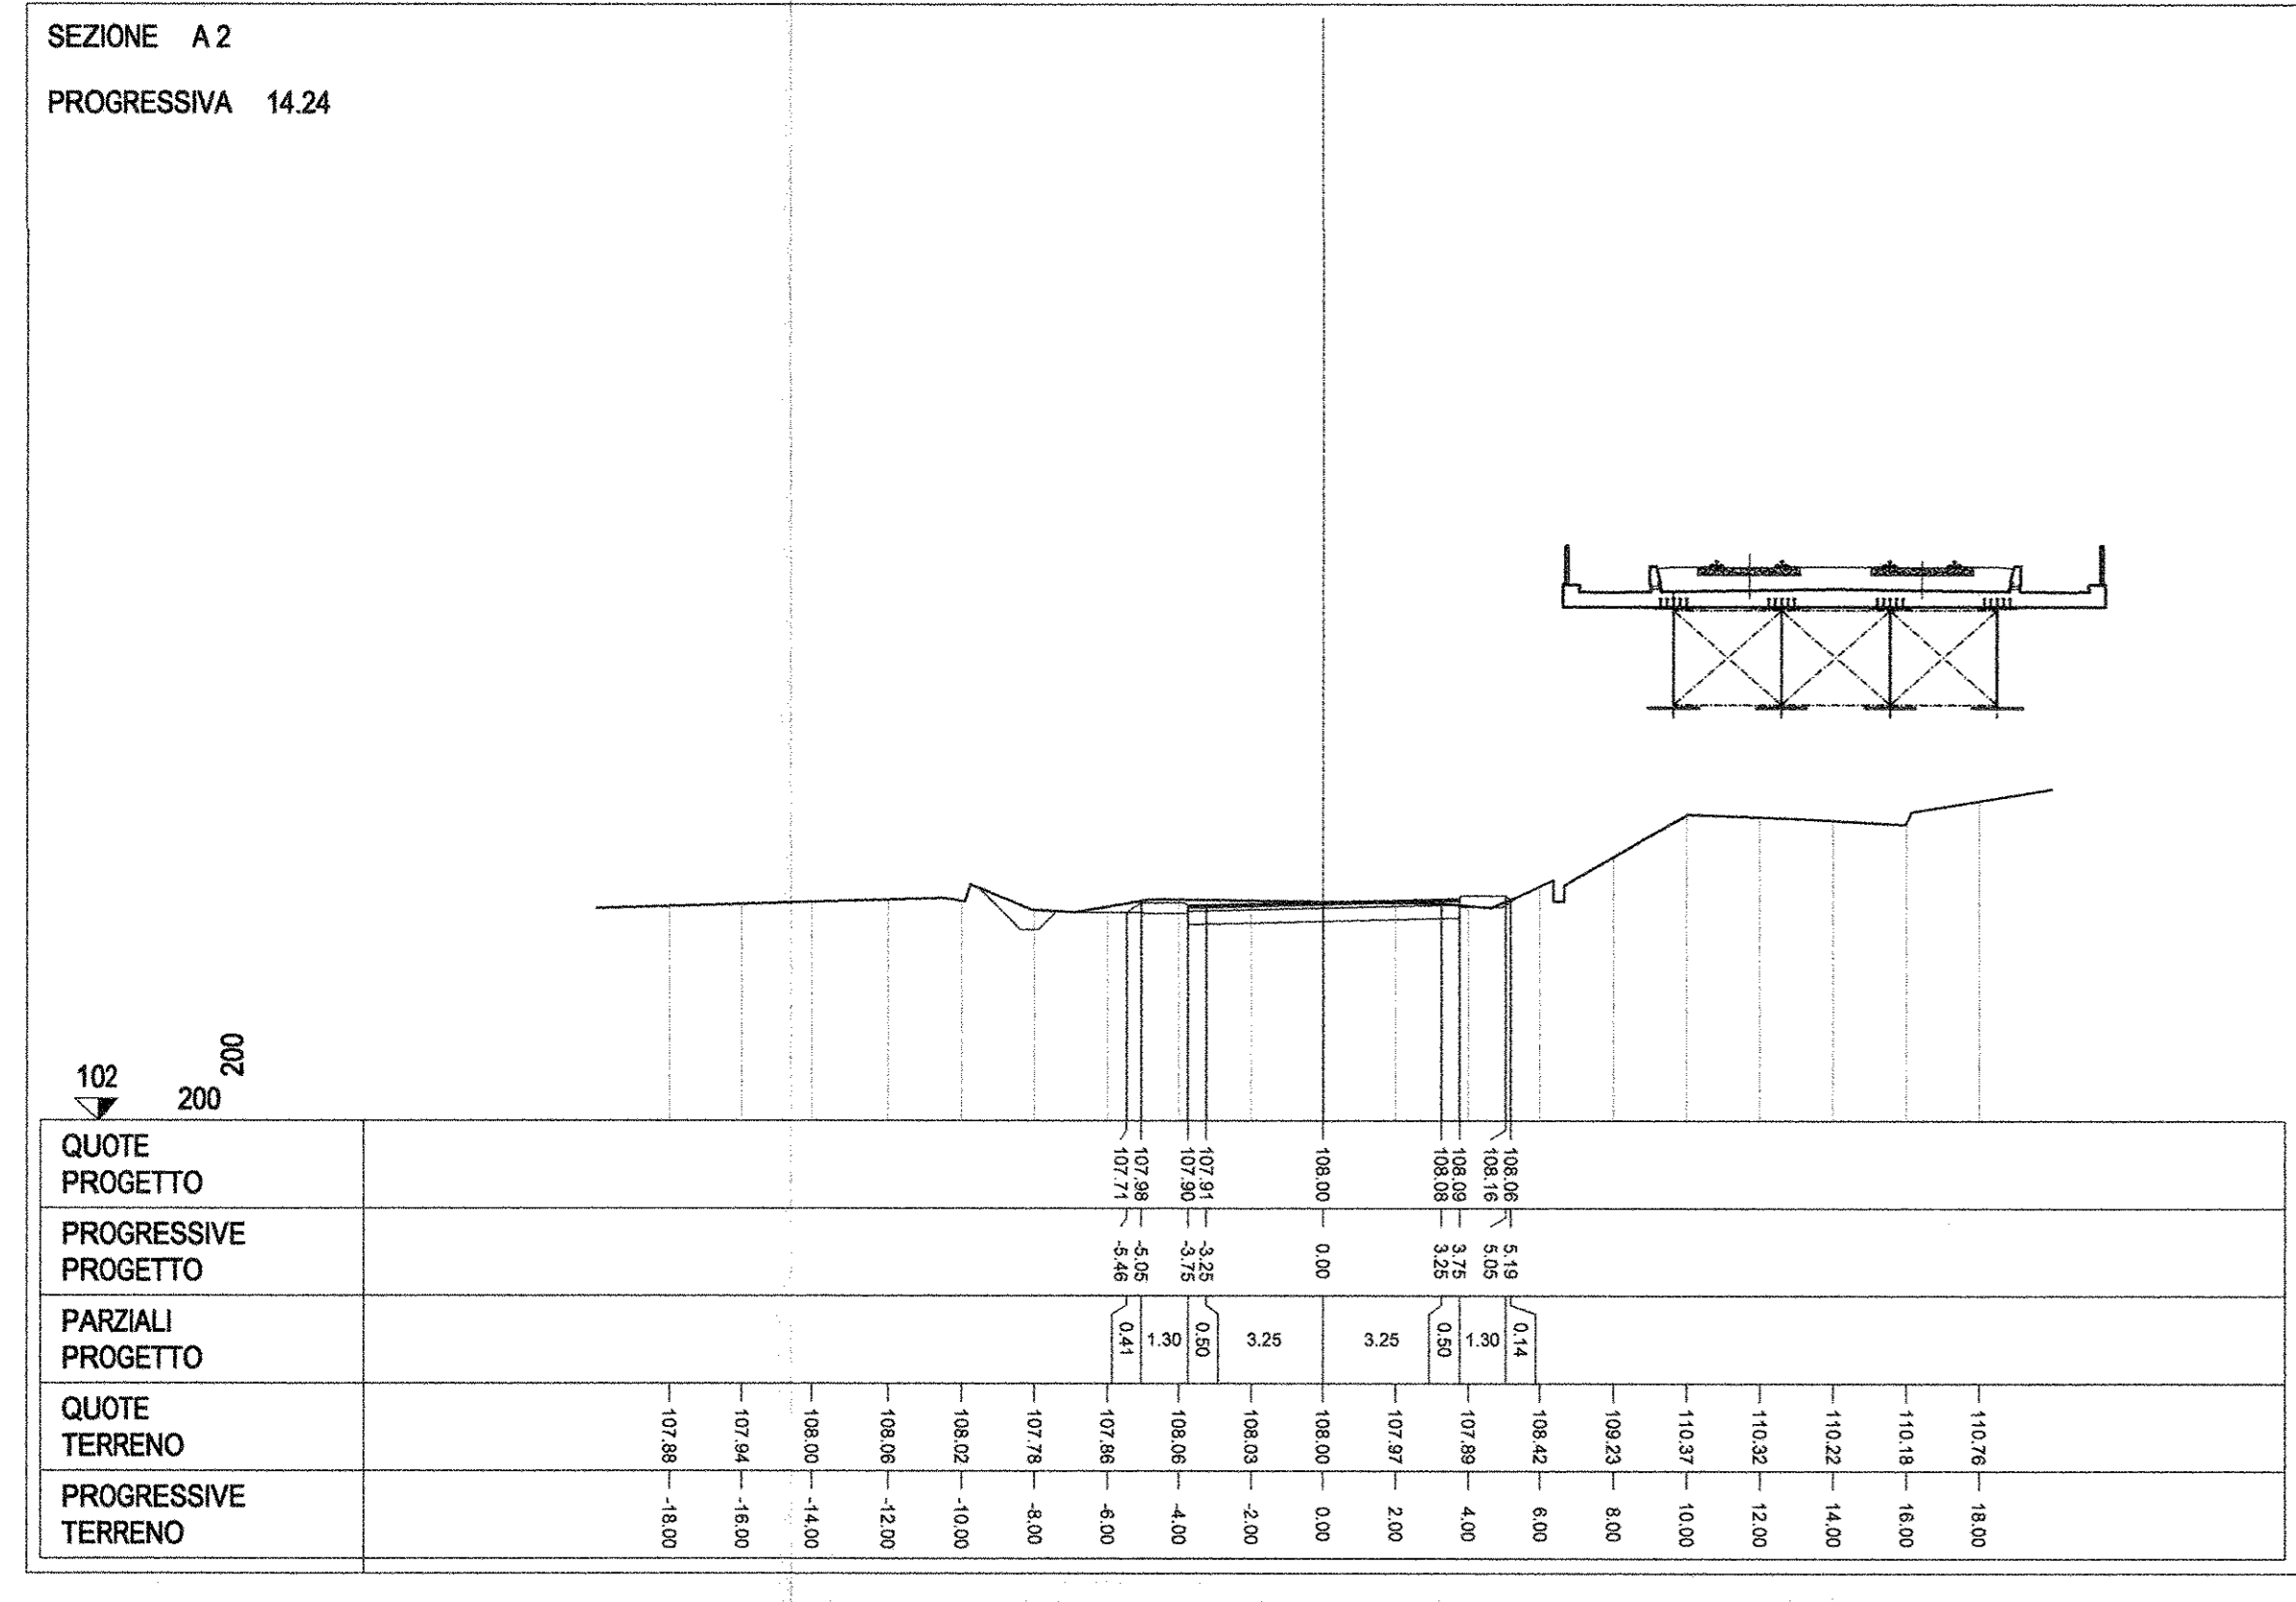 SEZIONE A 2
PROGRESSIVA 14.24
200
102
200
QUOTE
PROGETTO
107.71 107.98 107.90 107.91 108.00 108.08 108.09 108.16 108.06
PROGRESSIVE
PROGETTO
-5.46 -5.05 -3.75 -3.25 0.00 3.25 3.75 5.05 5.19
PARZIALI
PROGETTO
0.41 1.30 0.50 3.25 3.25 0.50 1.30 0.14
QUOTE
TERRENO
107.88 107.94 108.00 108.06 108.02 107.78 107.86 108.06 108.03 108.00 107.97 107.89 108.42 109.23 110.37 110.32 110.22 110.18 110.76
PROGRESSIVE
TERRENO
-18.00 -16.00 -14.00 -12.00 -10.00 -8.00 -6.00 -4.00 -2.00 0.00 2.00 4.00 6.00 8.00 10.00 12.00 14.00 16.00 18.00